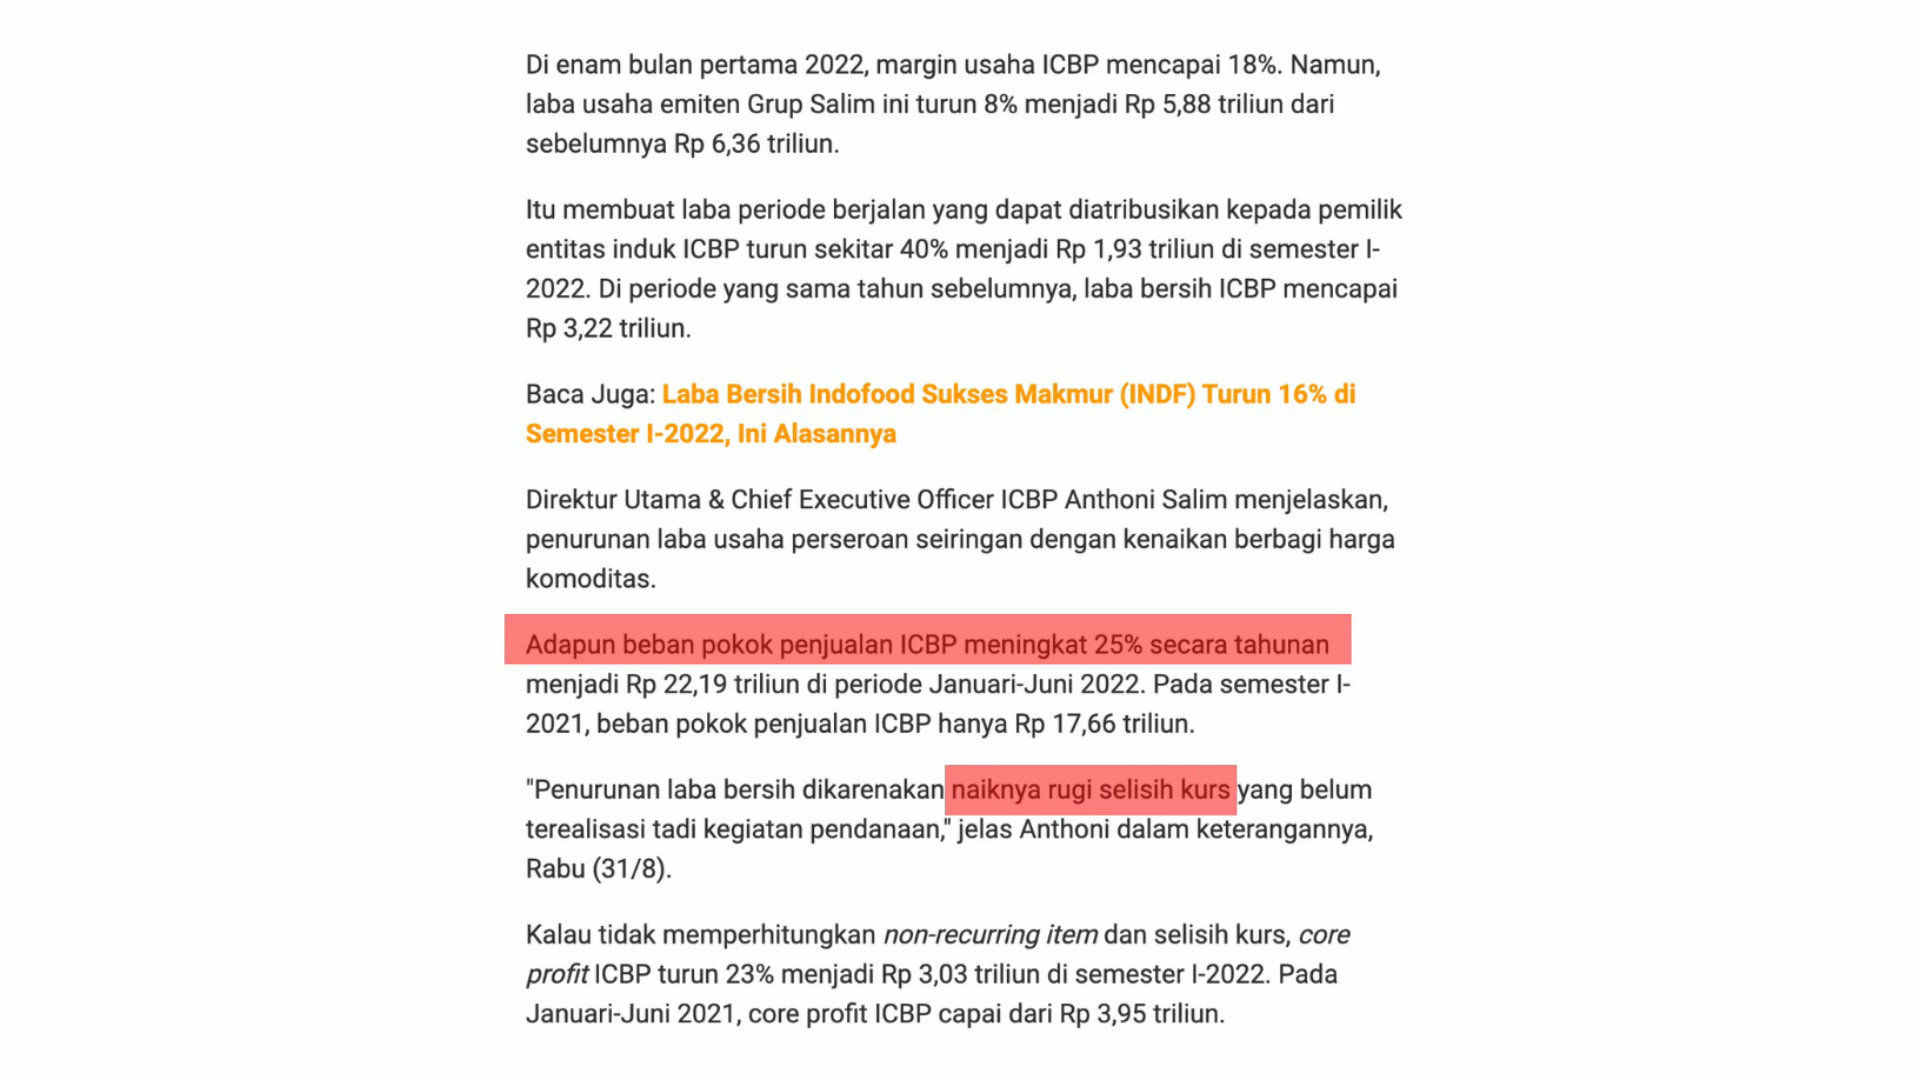 Di enam bulan pertama 2022, margin usaha ICBP mencapai 18%. Namun,
laba usaha emiten Grup Salim ini turun 8% menjadi Rp 5,88 triliun dari
sebelumnya Rp 6,36 triliun.
Itu membuat laba periode berjalan yang dapat diatribusikan kepada pemilik
entitas induk ICBP turun sekitar 40% menjadi Rp 1,93 triliun di semester I-
2022. Di periode yang sama tahun sebelumnya, laba bersih ICBP mencapai
Rp 3,22 triliun.
Baca Juga: Laba Bersih Indofood Sukses Makmur (INDF) Turun 16% di
Semester I-2022, Ini Alasannya
Direktur Utama & Chief Executive Officer ICBP Anthoni Salim menjelaskan,
penurunan laba usaha perseroan seiringan dengan kenaikan berbagi harga
komoditas.
Adapun beban pokok penjualan ICBP meningkat 25% secara tahunan
menjadi Rp 22,19 triliun di periode Januari-Juni 2022. Pada semester I-
2021, beban pokok penjualan ICBP hanya Rp 17,66 triliun.
"Penurunan laba bersih dikarenakan naiknya rugi selisih kurs yang belum
terealisasi tadi kegiatan pendanaan," jelas Anthoni dalam keterangannya,
Rabu (31/8).
Kalau tidak memperhitungkan non-recurring item dan selisih kurs, core
profit ICBP turun 23% menjadi Rp 3,03 triliun di semester I-2022. Pada
Januari-Juni 2021, core profit ICBP capai dari Rp 3,95 triliun.